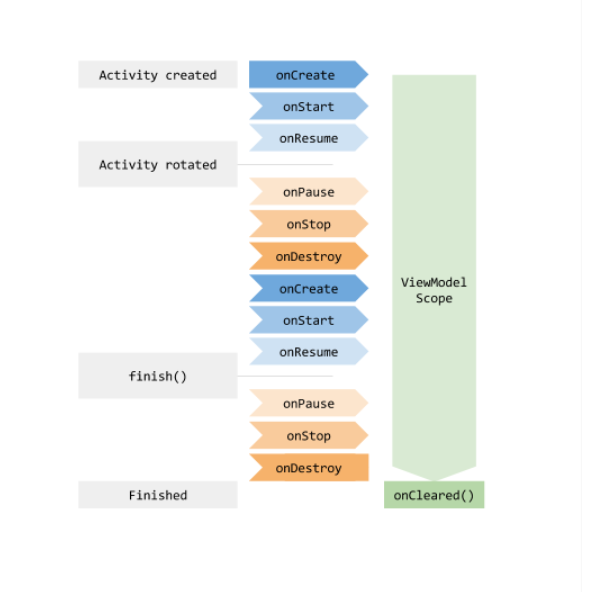 Activity created
onCreate
onStart
onResume
Activity rotated
onPause
onStop
onDestroy
onCreate
onStart
onResume
finish()
onPause
onStop
onDestroy
Finished
ViewModel
Scope
onCleared()